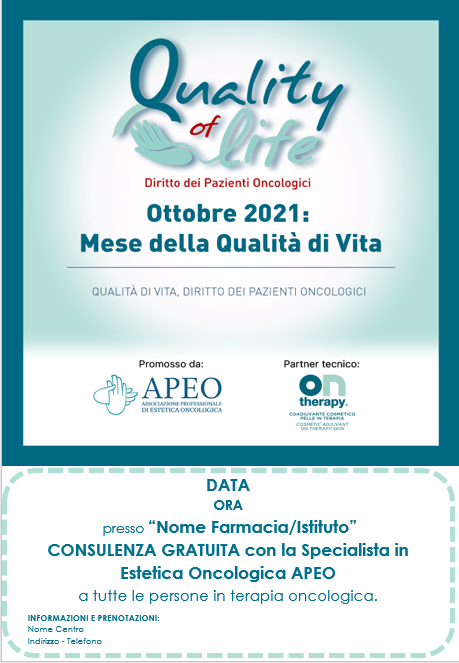 Quality
of
life
Diritto dei Pazienti Oncologici
Ottobre 2021:
Mese della Qualità di Vita
QUALITÀ DI VITA, DIRITTO DEI PAZIENTI ONCOLOGICI
Promosso da:
Partner tecnico:
APEO
ASSOCIAZIONE PROFESSIONALE
DI ESTETICA ONCOLOGICA
on
therapy.
COADIUVANTE COSMETICO
PELLE IN TERAPIA
COSMETIC ADJUVANT
ON THERAPY SKIN
DATA
ORA
presso “Nome Farmacia/Istituto”
CONSULENZA GRATUITA con la Specialista in
Estetica Oncologica APEO
a tutte le persone in terapia oncologica.
INFORMAZIONI E PRENOTAZIONI:
Nome Centro
Indirizzo - Telefono